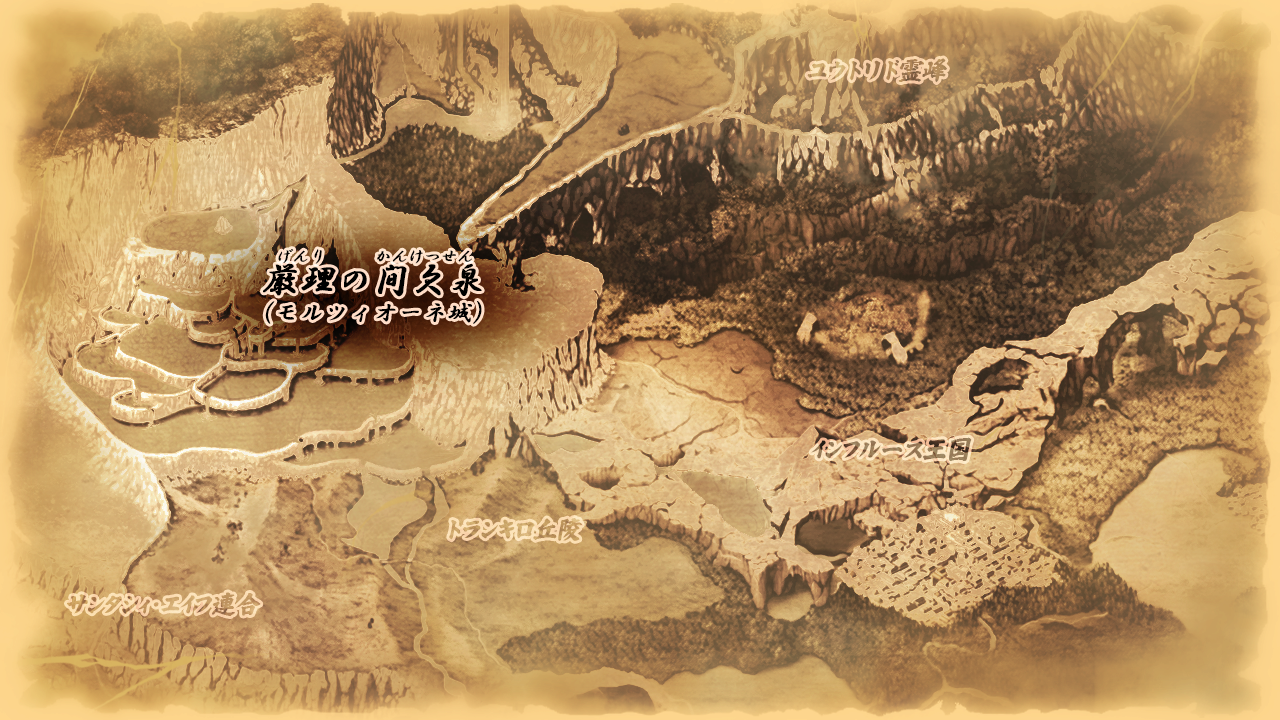 ユウトリド霊峰
げんり かんけっせん
厳理の间欠泉
(モルツィオーネ城)
インフルース王国
トランキロ丘陵
サンタシィ・エイフ連合